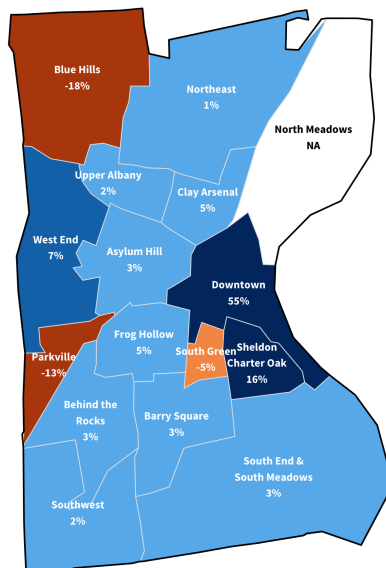 Blue Hills
-18%
Northeast
1%
North Meadows
NA
Upper Albany
2%
Clay Arsenal
5%
West End
7%
Asylum Hill
3%
Downtown
55%
Frog Hollow
5%
South Green
-5%
Sheldon
Charter Oak
16%
Parkville
-13%
Behind the
Rocks
3%
Barry Square
3%
South End &
South Meadows
3%
Southwest
2%